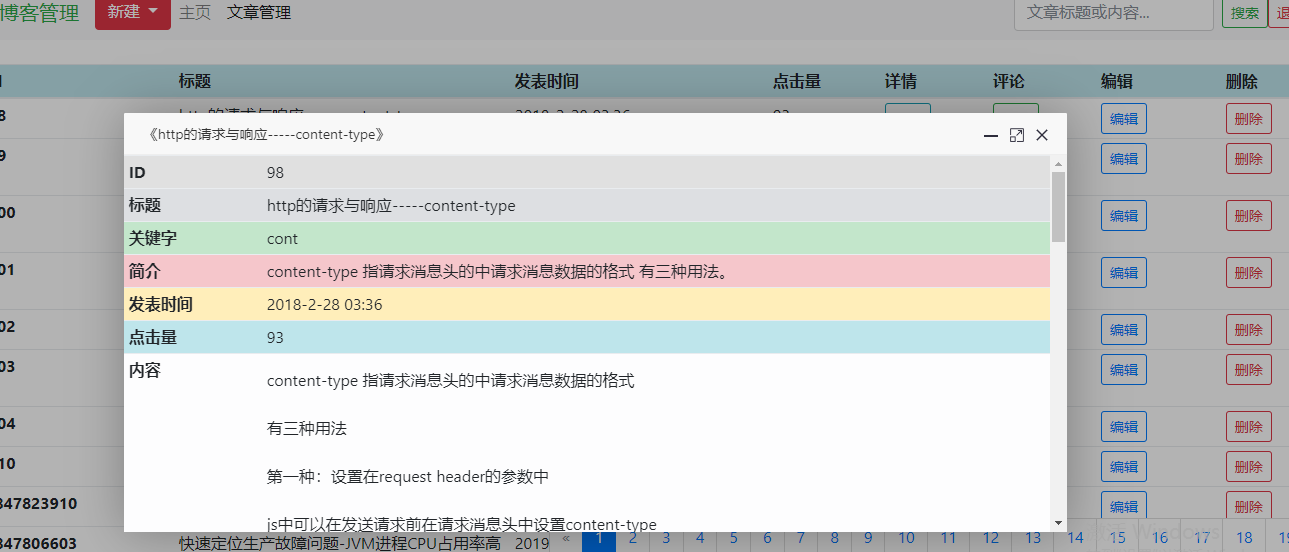 博客管理 新建 主页 文章管理 文章标题或内容... 搜索
标题 发表时间 点击量 详情 评论 编辑 删除
8 编辑 删除
《http的请求与响应-----content-type》
ID 98
9 编辑 删除
标题 http的请求与响应-----content-type
00 编辑 删除
关键字 cont
简介 content-type 指请求消息头的中请求消息数据的格式 有三种用法。
01 编辑 删除
发表时间 2018-2-28 03:36
点击量 93
02 编辑 删除
内容 content-type 指请求消息头的中请求消息数据的格式
03 编辑 删除
有三种用法
04 编辑 删除
10 编辑 删除
第一种：设置在request header的参数中
347823910 编辑 删除
js中可以在发送请求前在请求消息头中设置content-type
347806603 快速定位生产故障问题-JVM进程CPU占用率高 2019 « 1 2 3 4 5 6 7 8 9 10 11 12 13 14 15 16 17 18